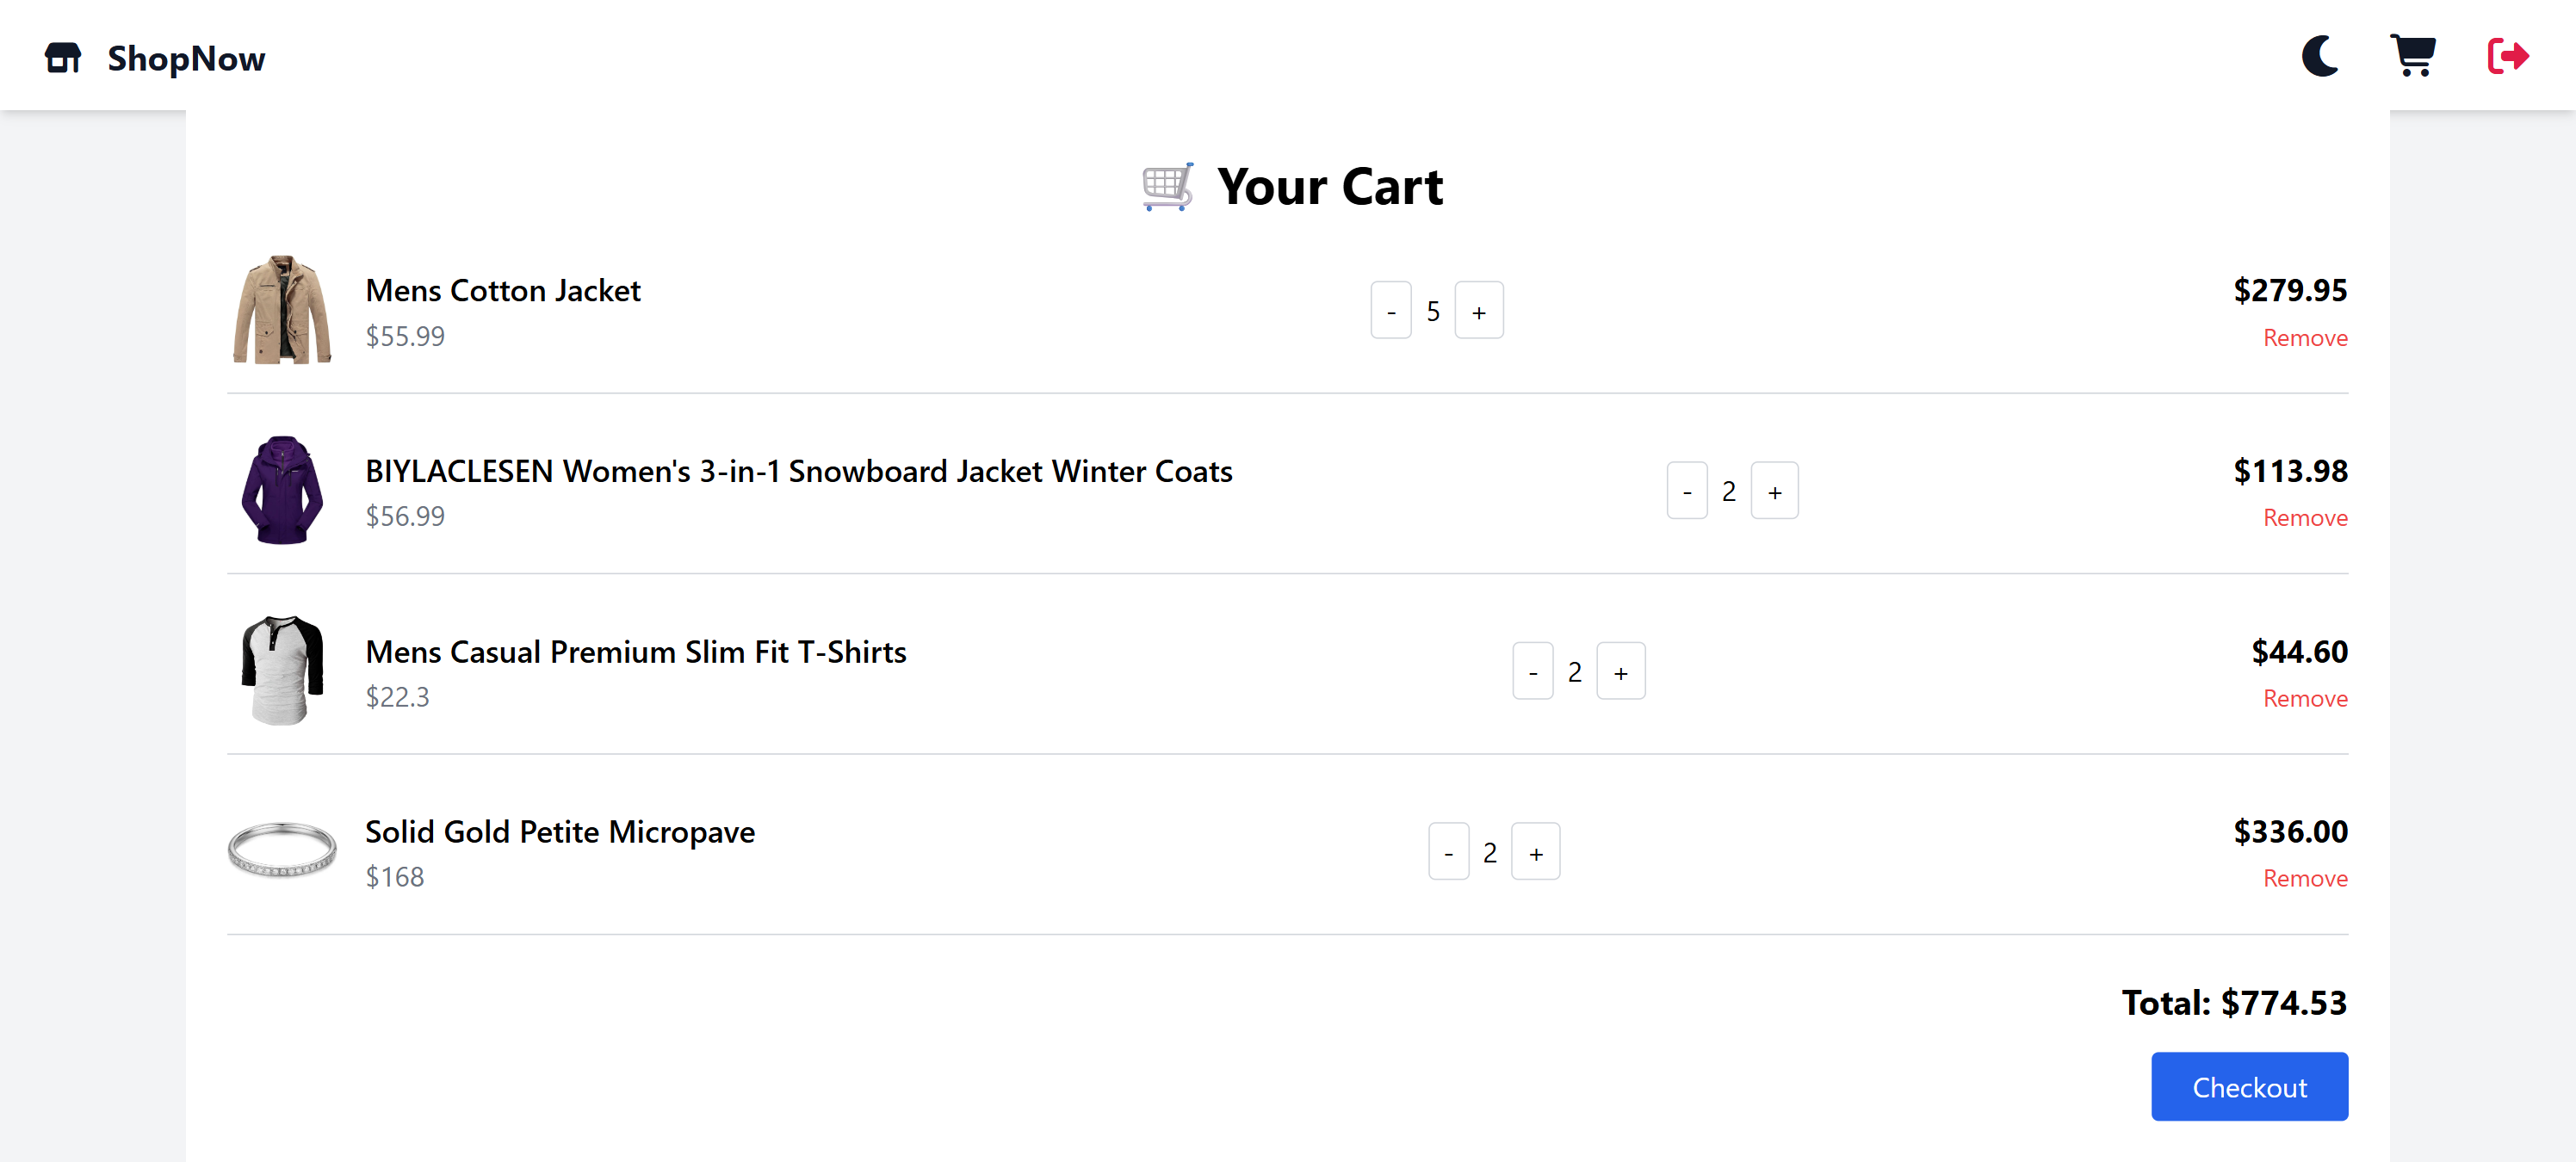 ShopNow
Your Cart
Mens Cotton Jacket
$55.99
- 5 +
$279.95
Remove
BIYLACLESEN Women's 3-in-1 Snowboard Jacket Winter Coats
$56.99
- 2 +
$113.98
Remove
Mens Casual Premium Slim Fit T-Shirts
$22.3
- 2 +
$44.60
Remove
Solid Gold Petite Micropave
$168
- 2 +
$336.00
Remove
Total: $774.53
Checkout